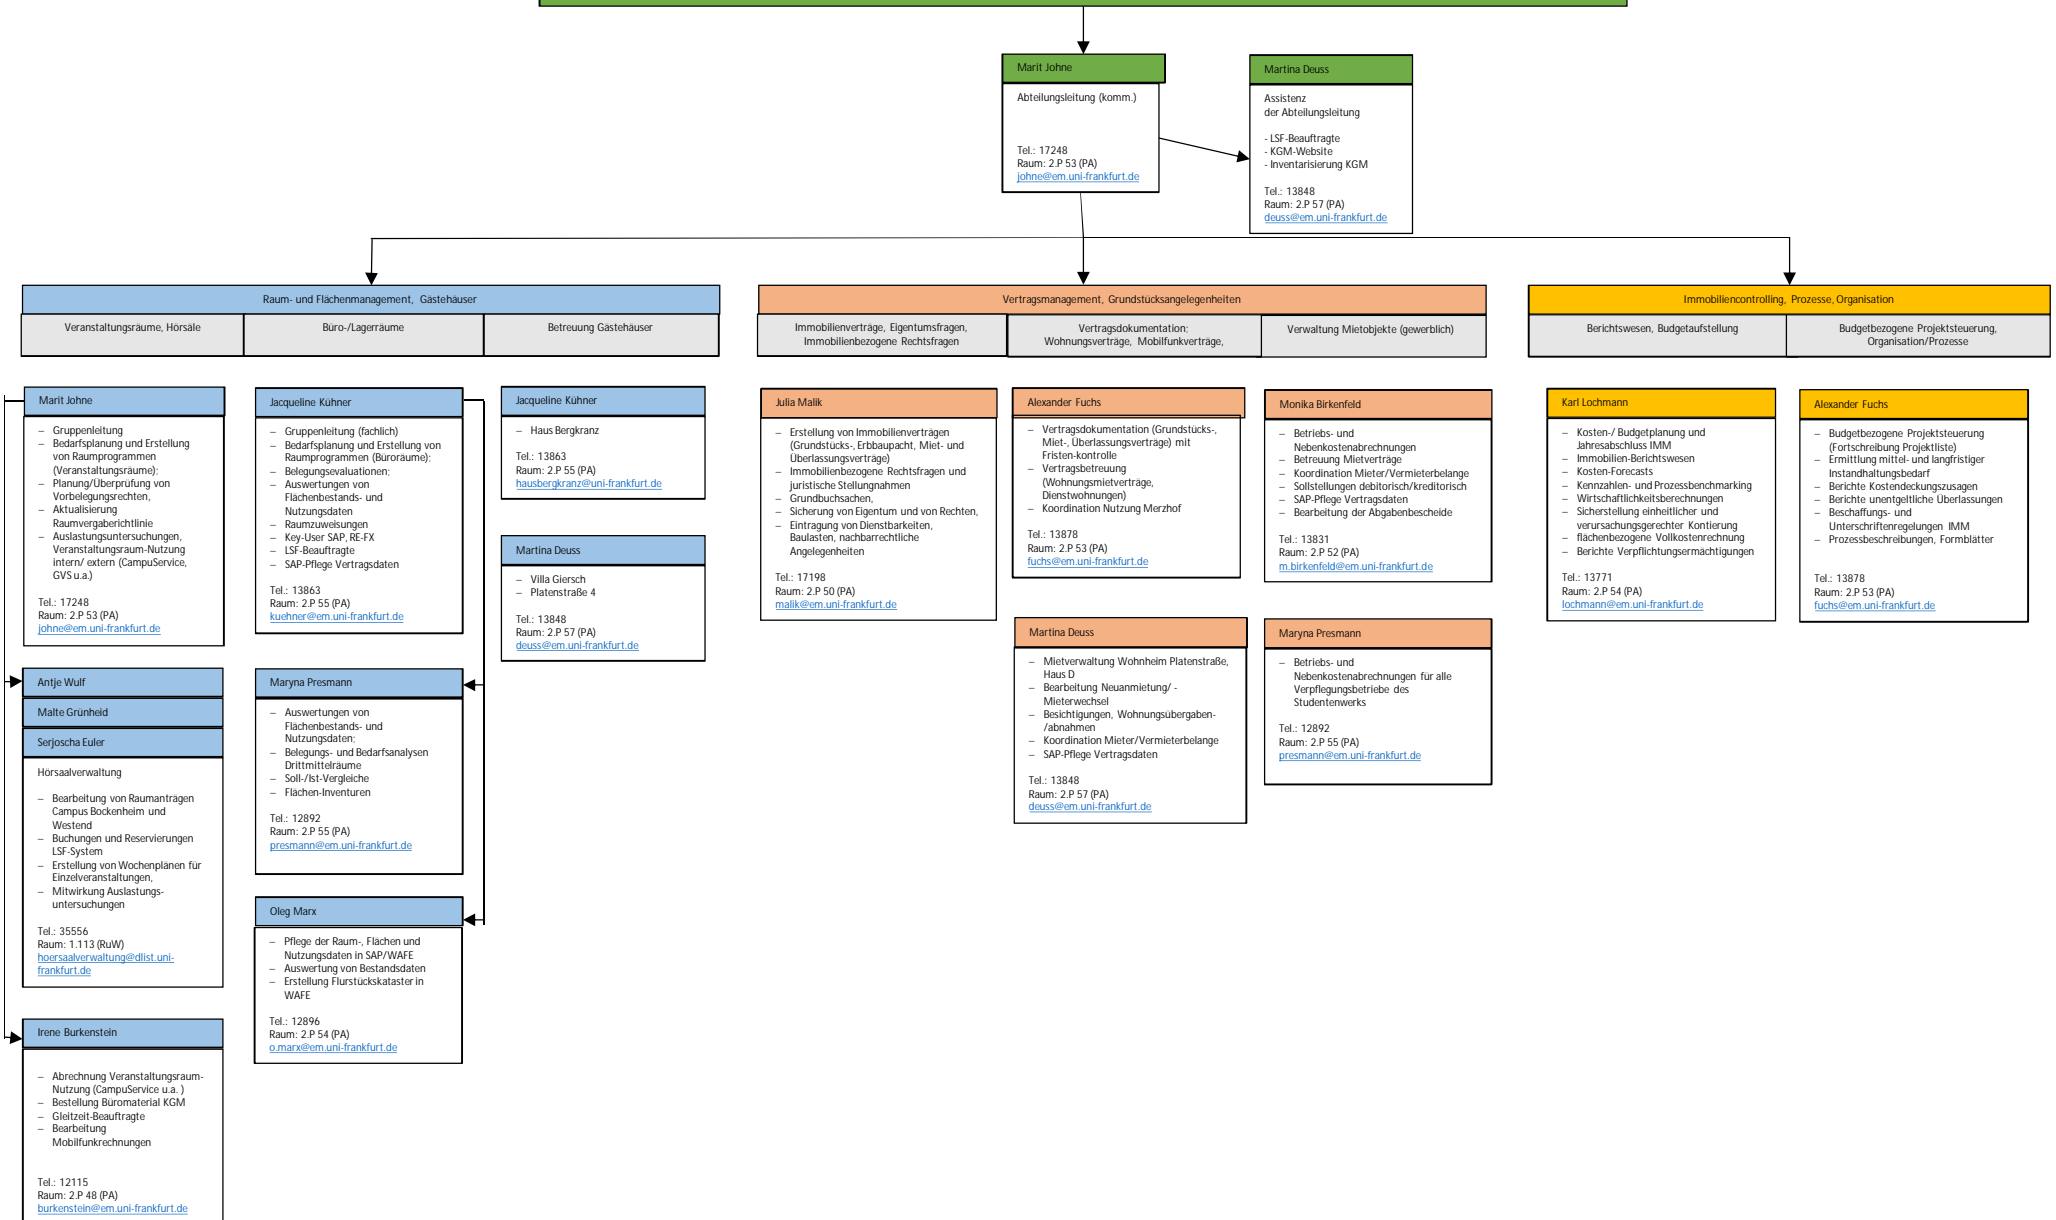 Marit Johne
Abteilungsleitung (komm.)
Tel.: 17248
Raum: 2.P 53 (PA)
johne@em.uni-frankfurt.de
Martina Deuss
Assistenz
der Abteilungsleitung
- LSF-Beauftragte
- KGM-Website
- Inventarisierung KGM
Tel.: 13848
Raum: 2.P 57 (PA)
deuss@em.uni-frankfurt.de
Raum- und Flächenmanagement, Gästehäuser
Veranstaltungsräume, Hörsäle
Büro-/Lagerräume
Betreuung Gästehäuser
Vertragsmanagement, Grundstücksangelegenheiten
Immobilienverträge, Eigentumsfragen,
Immobilienbezogene Rechtsfragen
Vertragsdokumentation;
Wohnungsverträge, Mobilfunkverträge,
Verwaltung Mietobjekte (gewerblich)
Immobiliencontrolling, Prozesse, Organisation
Berichtswesen, Budgetaufstellung
Budgetbezogene Projektsteuerung,
Organisation/Prozesse
Marit Johne
– Gruppenleitung
– Bedarfsplanung und Erstellung
von Raumprogrammen
(Veranstaltungsräume);
– Planung/Überprüfung von
Vorbelegungsrechten,
– Aktualisierung
Raumvergaberichtlinie
– Auslastungsuntersuchungen,
Veranstaltungsraum-Nutzung
intern/ extern (CampuService,
GVS u.a.)
Tel.: 17248
Raum: 2.P 53 (PA)
johne@em.uni-frankfurt.de
Antje Wulf
Malte Grünheid
Serjoscha Euler
Hörsaalverwaltung
– Bearbeitung von Raumanträgen
Campus Bockenheim und
Westend
– Buchungen und Reservierungen
LSF-System
– Erstellung von Wochenplänen für
Einzelveranstaltungen,
– Mitwirkung Auslastungs-
untersuchungen
Tel.: 35556
Raum: 1.113 (RuW)
hoersaalverwaltung@dlist.uni-
frankfurt.de
Irene Burkenstein
– Abrechnung Veranstaltungsraum-
Nutzung (CampuService u.a. )
– Bestellung Büromaterial KGM
– Gleitzeit-Beauftragte
– Bearbeitung
Mobilfunkrechnungen
Tel.: 12115
Raum: 2.P 48 (PA)
burkenstein@em.uni-frankfurt.de
Jacqueline Kühner
– Gruppenleitung (fachlich)
– Bedarfsplanung und Erstellung von
Raumprogrammen (Büroräume);
– Belegungsevaluationen;
– Auswertungen von
Flächenbestands- und
Nutzungsdaten
– Raumzuweisungen
– Key-User SAP, RE-FX
– LSF-Beauftragte
– SAP-Pflege Vertragsdaten
Tel.: 13863
Raum: 2.P 55 (PA)
kuehner@em.uni-frankfurt.de
Maryna Presmann
– Auswertungen von
Flächenbestands- und
Nutzungsdaten;
– Belegungs- und Bedarfsanalysen
Drittmittelräume
– Soll-/Ist-Vergleiche
– Flächen-Inventuren
Tel.: 12892
Raum: 2.P 55 (PA)
presmann@em.uni-frankfurt.de
Oleg Marx
– Pflege der Raum-, Flächen und
Nutzungsdaten in SAP/WAFE
– Auswertung von Bestandsdaten
– Erstellung Flurstückskataster in
WAFE
Tel.: 12896
Raum: 2.P 54 (PA)
o.marx@em.uni-frankfurt.de
Jacqueline Kühner
– Haus Bergkranz
Tel.: 13863
Raum: 2.P 55 (PA)
hausbergkranz@uni-frankfurt.de
Martina Deuss
– Villa Giersch
– Platenstraße 4
Tel.: 13848
Raum: 2.P 57 (PA)
deuss@em.uni-frankfurt.de
Julia Malik
– Erstellung von Immobilienverträgen
(Grundstücks-, Erbbaupacht, Miet- und
Überlassungsverträge)
– Immobilienbezogene Rechtsfragen und
juristische Stellungnahmen
– Grundbuchsachen,
– Sicherung von Eigentum und von Rechten,
– Eintragung von Dienstbarkeiten,
Baulasten, nachbarrechtliche
Angelegenheiten
Tel.: 17198
Raum: 2.P 50 (PA)
malik@em.uni-frankfurt.de
Alexander Fuchs
– Vertragsdokumentation (Grundstücks-,
Miet-, Überlassungsverträge) mit
Fristen-kontrolle
– Vertragsbetreuung
(Wohnungsmietverträge,
Dienstwohnungen)
– Koordination Nutzung Merzhof
Tel.: 13878
Raum: 2.P 53 (PA)
fuchs@em.uni-frankfurt.de
Martina Deuss
– Mietverwaltung Wohnheim Platenstraße,
Haus D
– Bearbeitung Neuanmietung/ -
Mieterwechsel
– Besichtigungen, Wohnungsübergaben-
/abnahmen
– Koordination Mieter/Vermieterbelange
– SAP-Pflege Vertragsdaten
Tel.: 13848
Raum: 2.P 57 (PA)
deuss@em.uni-frankfurt.de
Monika Birkenfeld
– Betriebs- und
Nebenkostenabrechnungen
– Betreuung Mietverträge
– Koordination Mieter/Vermieterbelange
– Sollstellungen debitorisch/kreditorisch
– SAP-Pflege Vertragsdaten
– Bearbeitung der Abgabenbescheide
Tel.: 13831
Raum: 2.P 52 (PA)
m.birkenfeld@em.uni-frankfurt.de
Maryna Presmann
– Betriebs- und
Nebenkostenabrechnungen für alle
Verpflegungsbetriebe des
Studentenwerks
Tel.: 12892
Raum: 2.P 55 (PA)
presmann@em.uni-frankfurt.de
Karl Lochmann
– Kosten-/ Budgetplanung und
Jahresabschluss IMM
– Immobilien-Berichtswesen
– Kosten-Forecasts
– Kennzahlen- und Prozessbenchmarking
– Wirtschaftlichkeitsberechnungen
– Sicherstellung einheitlicher und
verursachungsgerechter Kontierung
– flächenbezogene Vollkostenrechnung
– Berichte Verpflichtungsermächtigungen
Tel.: 13771
Raum: 2.P 54 (PA)
lochmann@em.uni-frankfurt.de
Alexander Fuchs
– Budgetbezogene Projektsteuerung
(Fortschreibung Projektliste)
– Ermittlung mittel- und langfristiger
Instandhaltungsbedarf
– Berichte Kostendeckungszusagen
– Berichte unentgeltliche Überlassungen
– Beschaffungs- und
Unterschriftenregelungen IMM
– Prozessbeschreibungen, Formblätter
Tel.: 13878
Raum: 2.P 53 (PA)
fuchs@em.uni-frankfurt.de